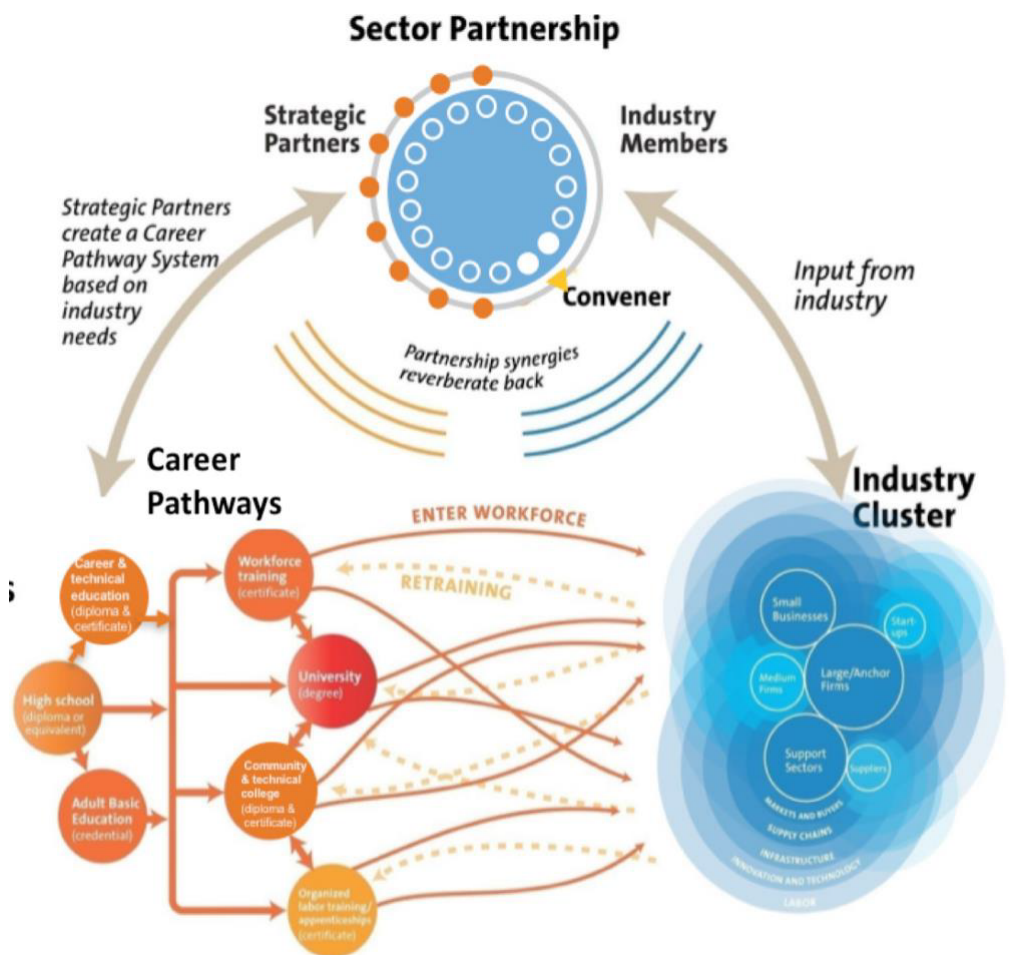 Sector Partnership
Strategic
Partners
Industry
Members
Strategic Partners
create a Career
Pathway System
based on
industry
needs
Input from
industry
Convener
Partnership synergies
reverberate back
Career
Pathways
Industry
Cluster
ENTER WORKFORCE
RETRAINING
s
Career &
technical
education
(diploma &
certificate)
High school
(diploma or
equivalent)
Adult Basic
Education
(credential)
Workforce
training
(certificate)
University
(degree)
Community
& technical
college
(diploma &
certificate)
Organized
labor training/
apprenticeships
(certificate)
Small
Businesses
Start-
ups
Medium
Firms
Large/Anchor
Firms
Support
Sectors
Suppliers
MARKETS AND BUYERS
SUPPLY CHAINS
INFRASTRUCTURE
INNOVATION AND TECHNOLOGY
LABOR